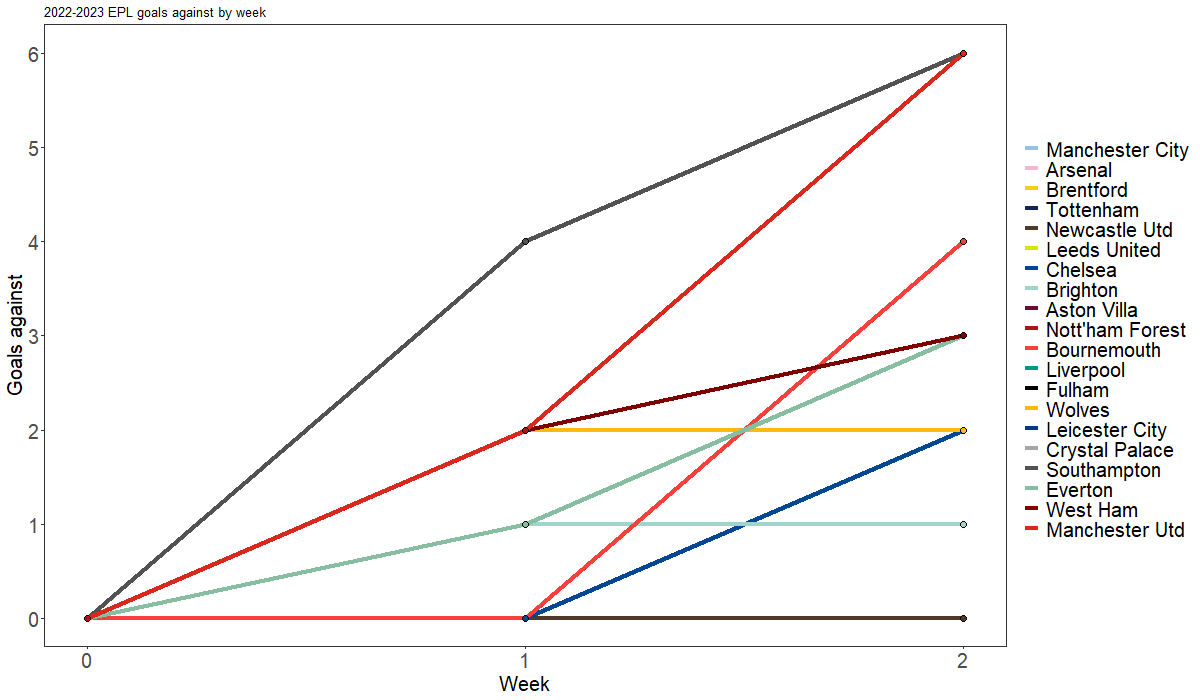 2022-2023 EPL goals against by week
6
5
4
3
2
1
0
Goals against
0 1 2
Week
Manchester City
Arsenal
Brentford
Tottenham
Newcastle Utd
Leeds United
Chelsea
Brighton
Aston Villa
Nott'ham Forest
Bournemouth
Liverpool
Fulham
Wolves
Leicester City
Crystal Palace
Southampton
Everton
West Ham
Manchester Utd